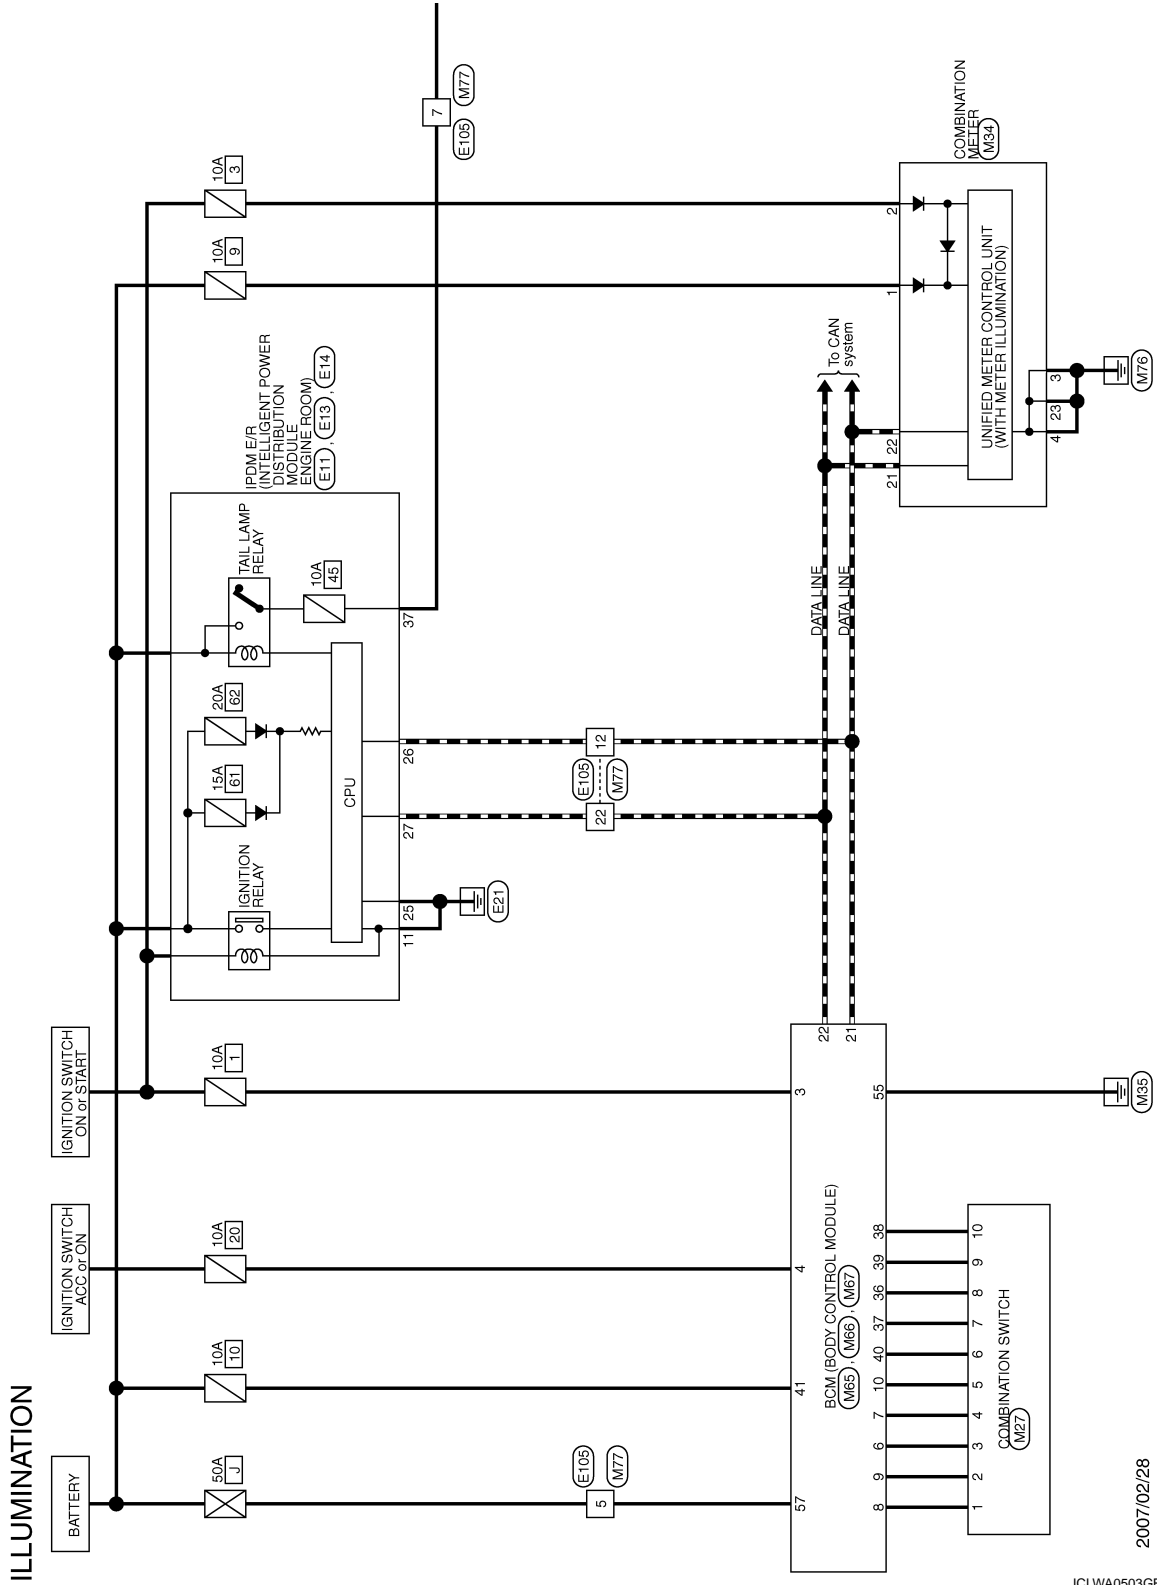 ILLUMINATION
BATTERY
IGNITION SWITCH
ACC or ON
IGNITION SWITCH
ON or START
50A
J
10A
10
10A
20
10A
1
10A
9
10A
3
IPDM E/R
(INTELLIGENT POWER
DISTRIBUTION
MODULE
ENGINE ROOM)
E11 , E13 , E14
IGNITION
RELAY
15A
61
20A
62
TAIL LAMP
RELAY
10A
45
CPU
11
25
27
26
37
E21
7
E105
M77
5
E105
M77
22
12
E105
M77
DATA LINE
DATA LINE
To CAN
system
57
41
4
3
22
21
BCM (BODY CONTROL MODULE)
M65 , M66 , M67
8
9
6
7
10
40
37
36
39
38
55
1
2
3
4
5
6
7
8
9
10
COMBINATION SWITCH
M27
M35
COMBINATION
METER
M34
21
22
1
2
UNIFIED METER CONTROL UNIT
(WITH METER ILLUMINATION)
4
23
3
M76
2007/02/28